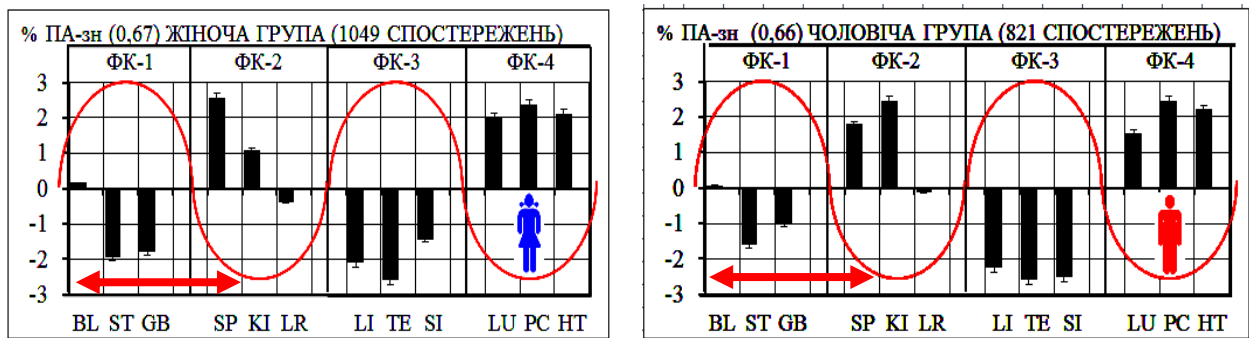 % ПА-зн (0,67) ЖІНОЧА ГРУПА (1049 СПОСТЕРЕЖЕНЬ)
ФК-1 ФК-2 ФК-3 ФК-4
3
2
1
0
-1
-2
-3
BL ST GB SP KI LR LI TE SI LU PC HT
% ПА-зн (0,66) ЧОЛОВІЧА ГРУПА (821 СПОСТЕРЕЖЕНЬ)
ФК-1 ФК-2 ФК-3 ФК-4
3
2
1
0
-1
-2
-3
BL ST GB SP KI LR LI TE SI LU PC HT